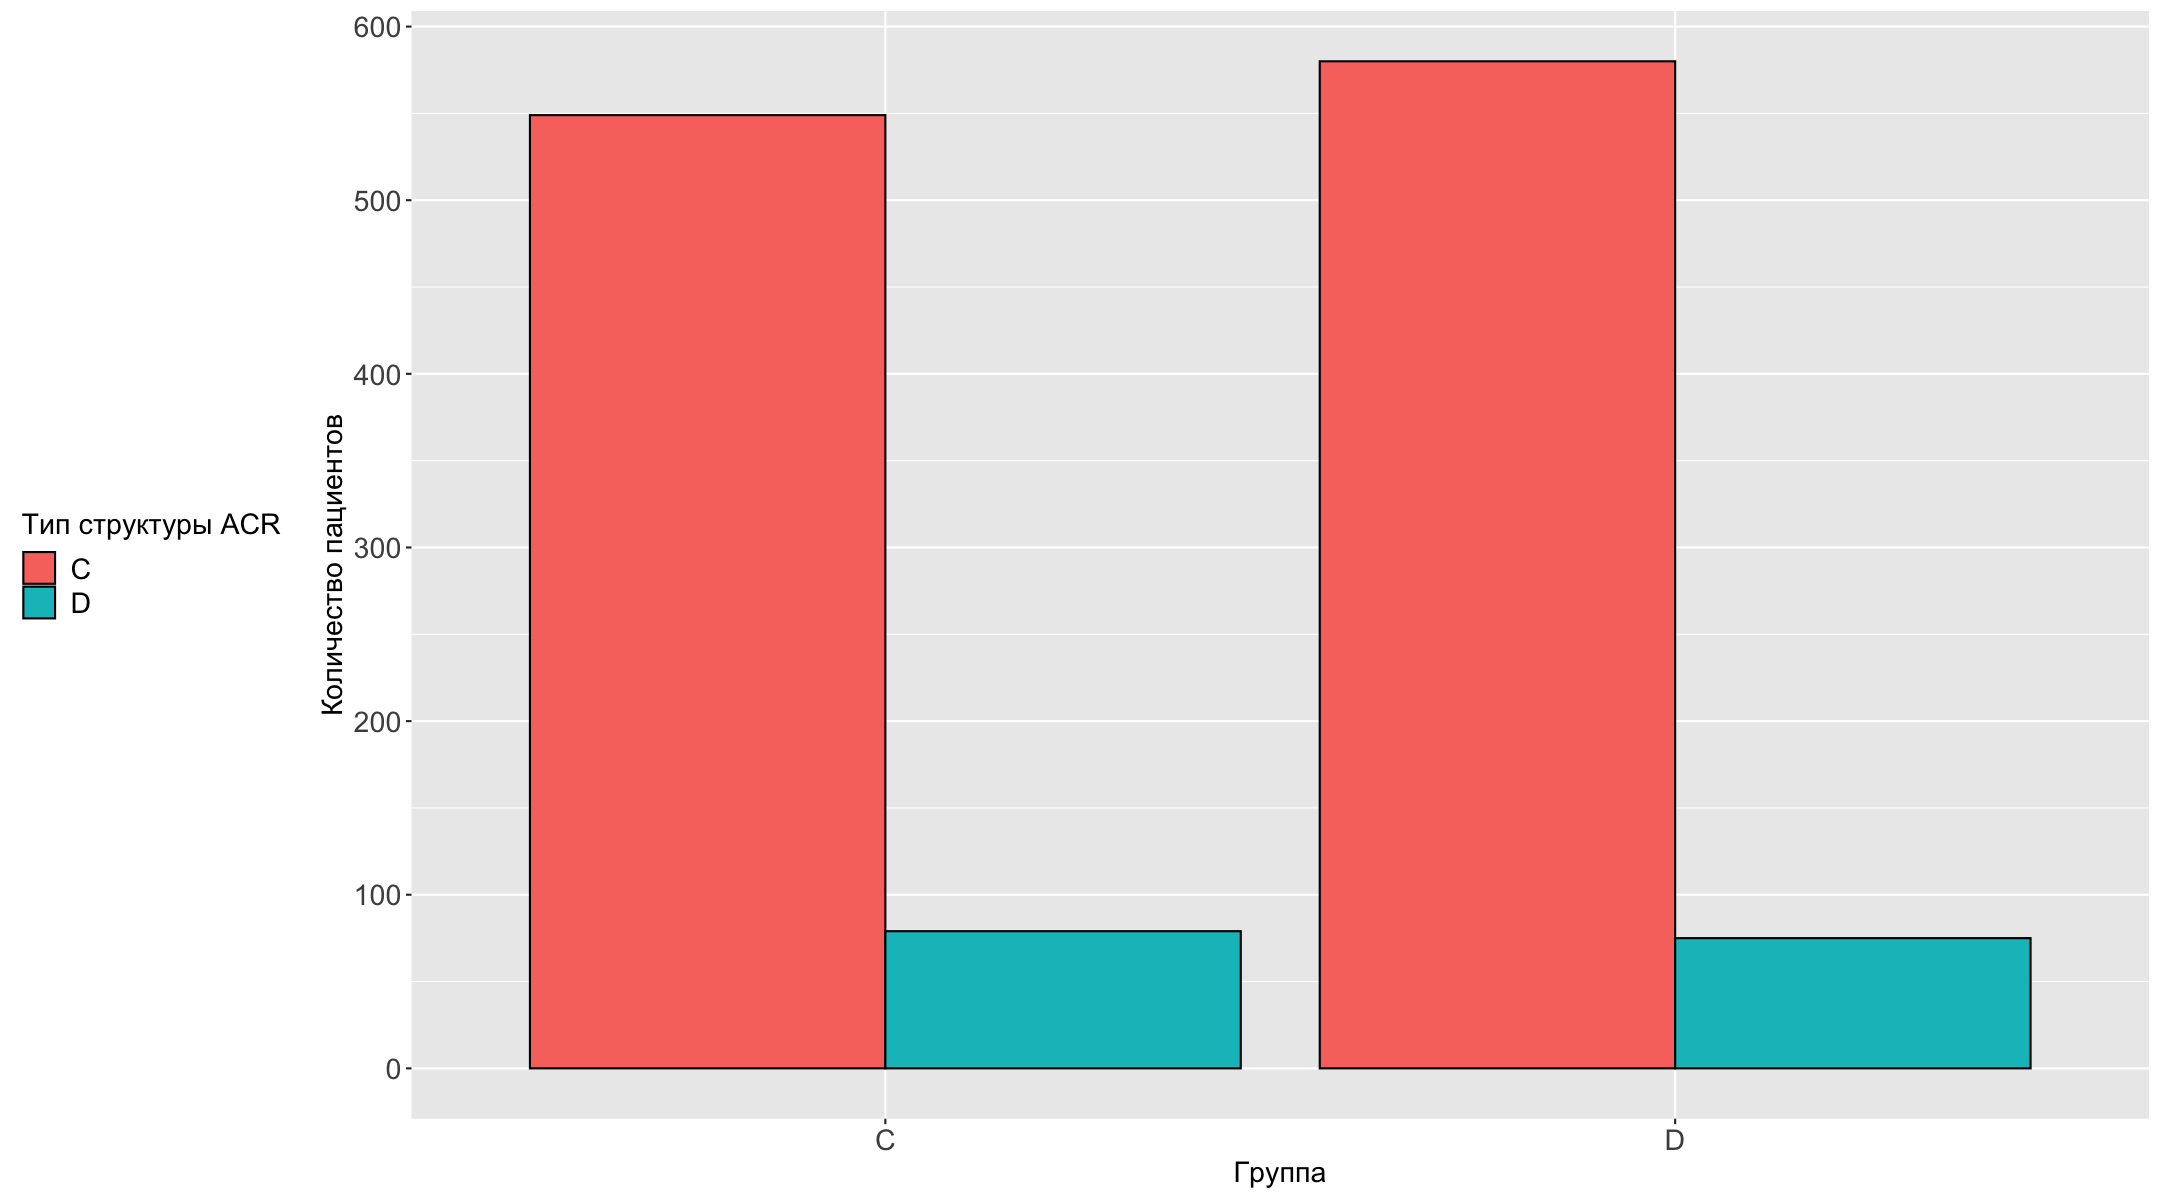 Тип структуры ACR
C
D
Количество пациентов
600
500
400
300
200
100
0
C
D
Группа